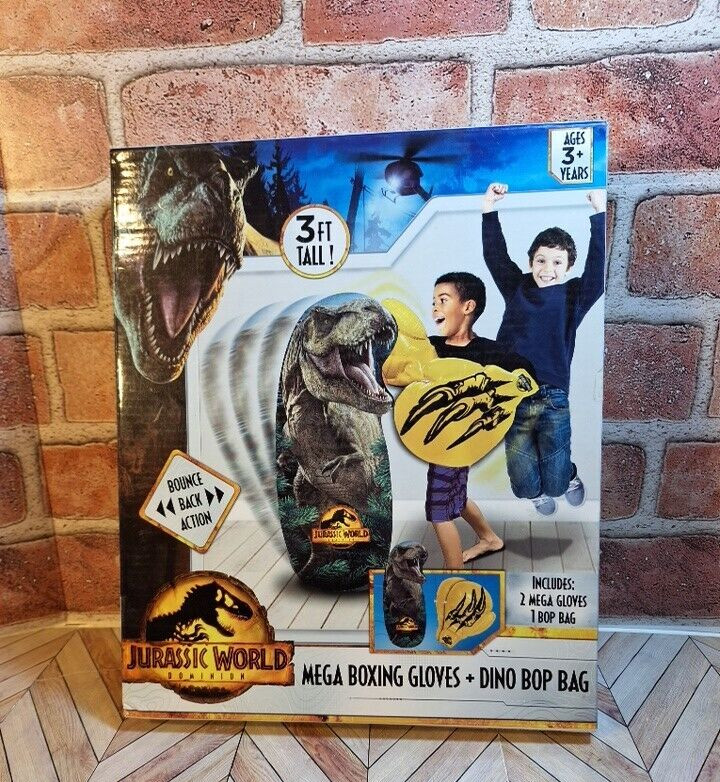 AGES
3+
YEARS
3 FT
TALL!
BOUNCE
BACK
ACTION
JURASSIC WORLD
INCLUDES:
2 MEGA GLOVES
1 BOP BAG
JURASSIC WORLD
DOMINION
MEGA BOXING GLOVES + DINO BOP BAG